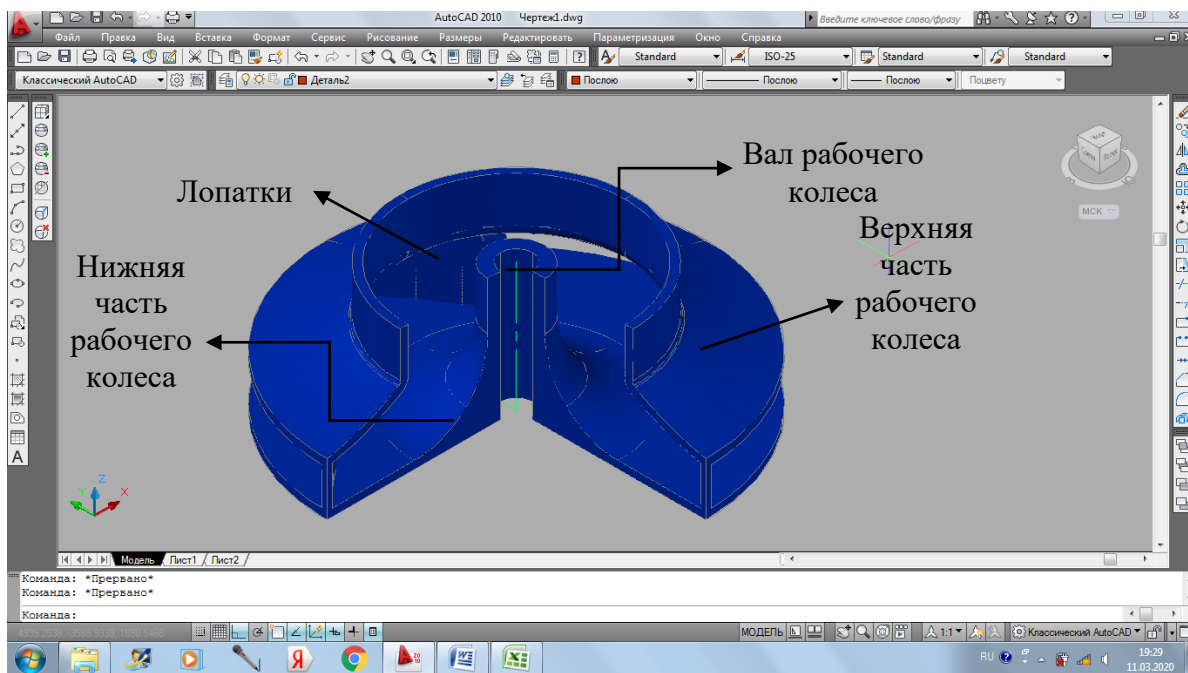 AutoCAD 2010 Чертеж1.dwg
Введите ключевое слово/фразу
Файл Правка Вид Вставка Формат Сервис Рисование Размеры Редактировать Параметризация Окно Справка
Standard ISO-25 Standard Standard
Классический AutoCAD Деталь2 Послою Послою Послою Поцвету
Лопатки
Вал рабочего
колеса
Верхняя
часть
рабочего
колеса
Нижняя
часть
рабочего
колеса
МСК
Z
Y
X
Модель Лист1 Лист2
Команда: *Прервано*
Команда: *Прервано*
Команда:
МОДЕЛЬ 1:1 Классический AutoCAD
RU 19:29
11.03.2020